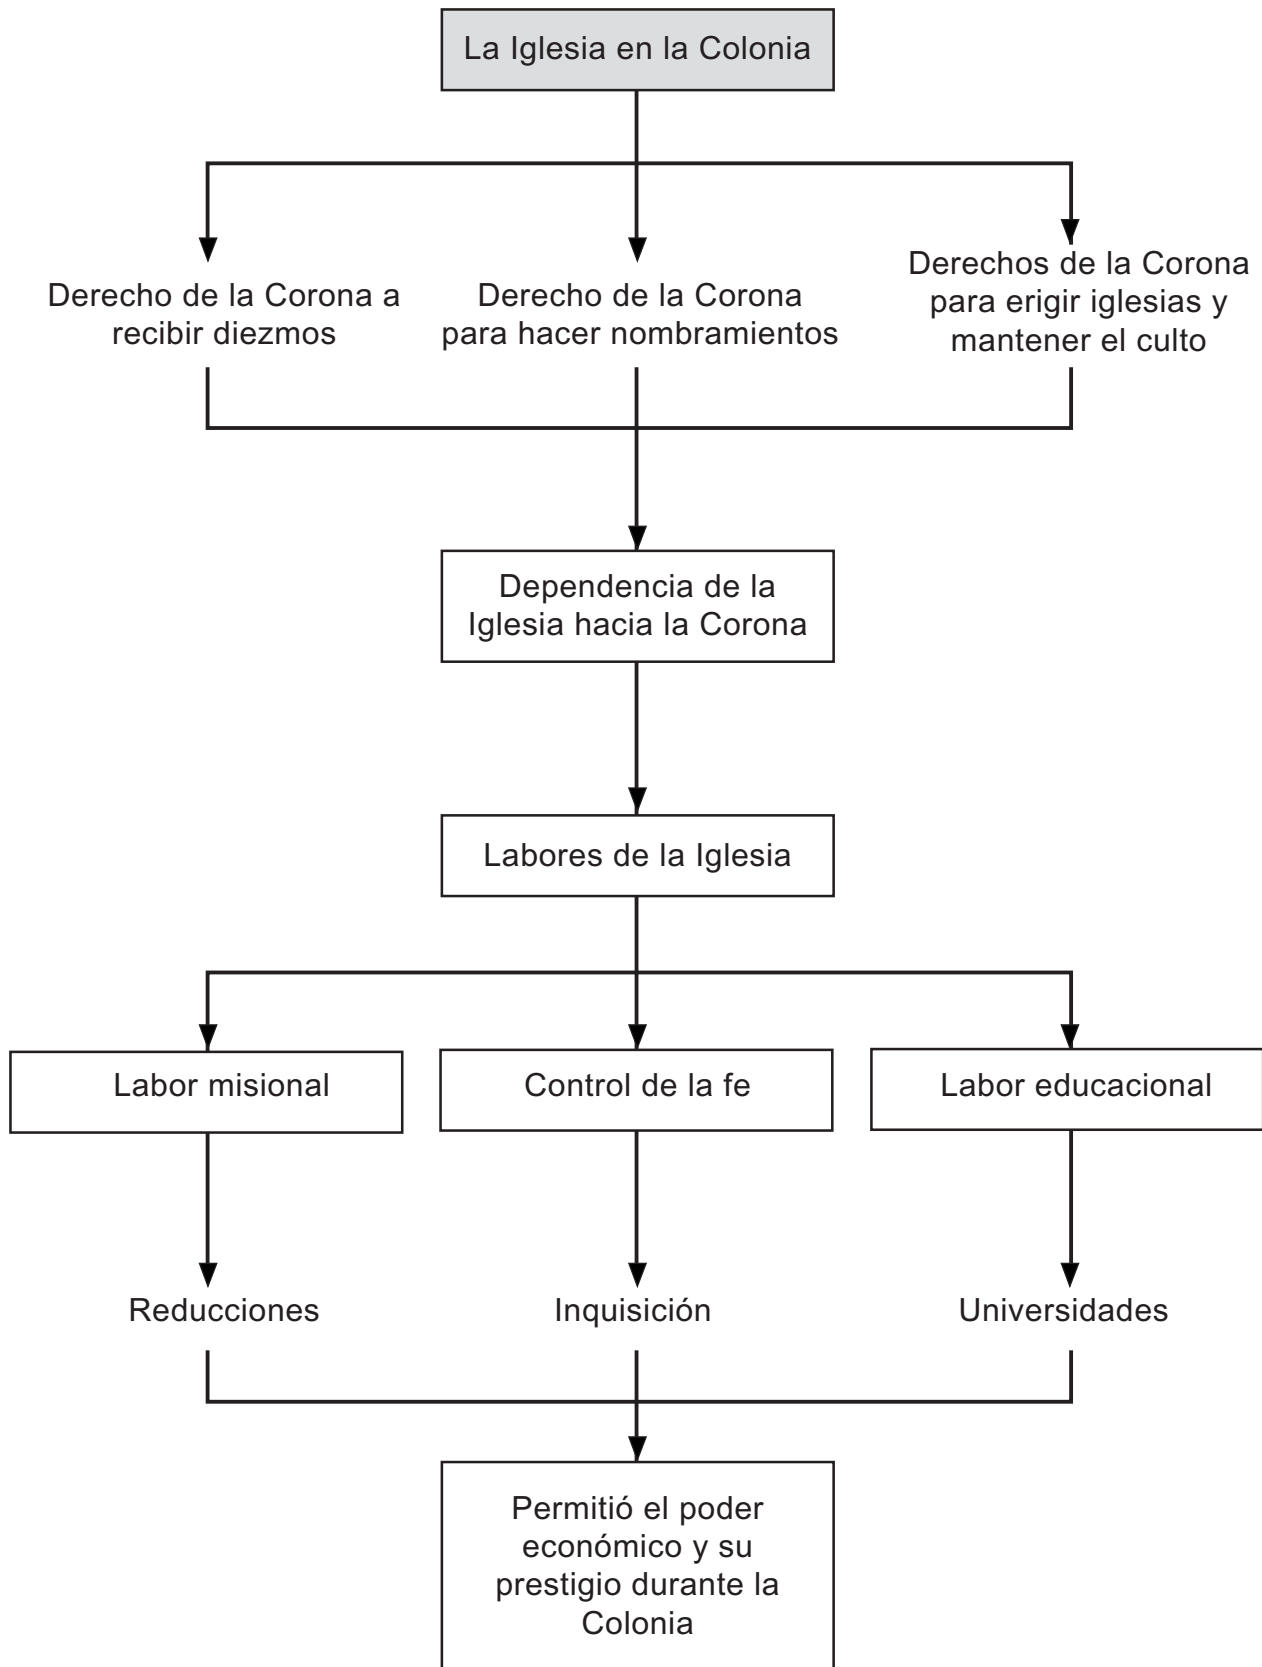 La Iglesia en la Colonia
Derecho de la Corona a
recibir diezmos
Derecho de la Corona
para hacer nombramientos
Derechos de la Corona
para erigir iglesias y
mantener el culto
Dependencia de la
Iglesia hacia la Corona
Labores de la Iglesia
Labor misional
Control de la fe
Labor educacional
Reducciones
Inquisición
Universidades
Permitió el poder
económico y su
prestigio durante la
Colonia